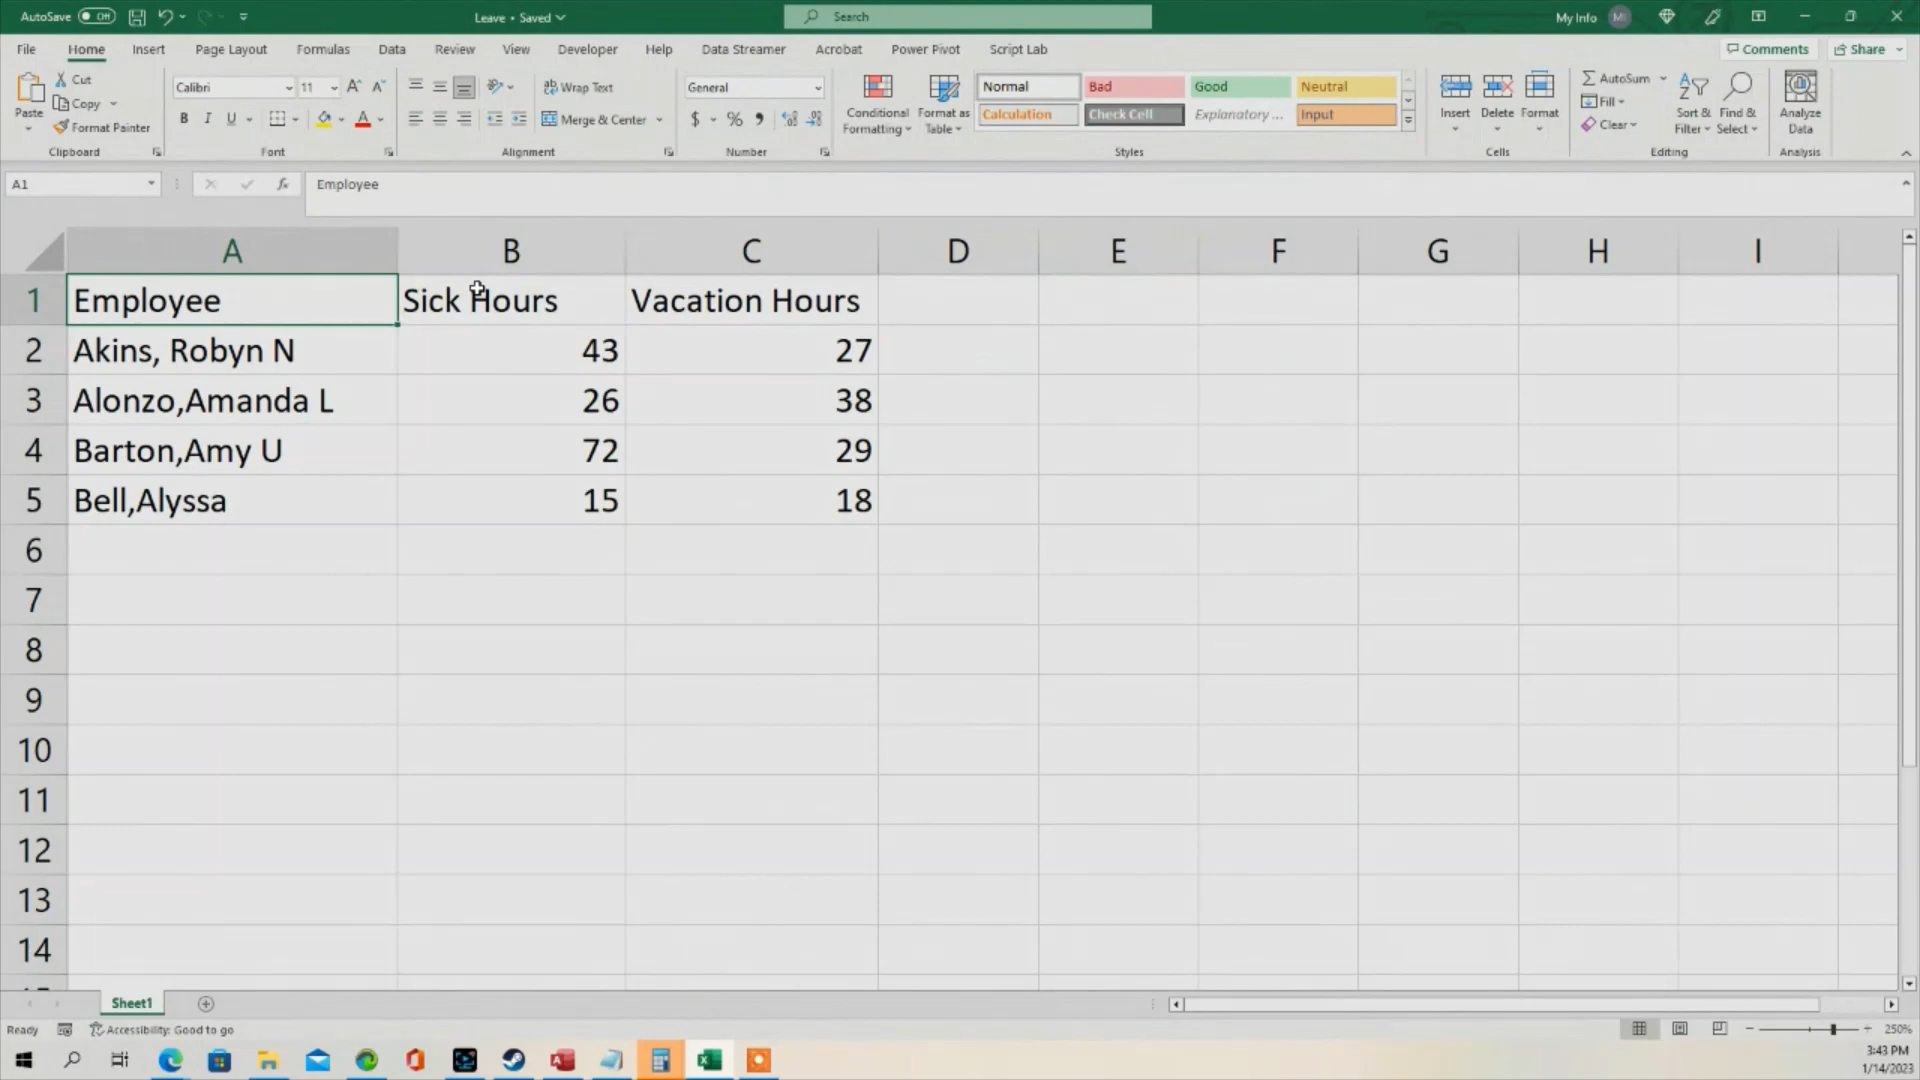 AutoSave Off Leave • Saved Search My Info MI
File Home Insert Page Layout Formulas Data Review View Developer Help Data Streamer Acrobat Power Pivot Script Lab Comments Share
Paste Cut Copy Format Painter
Clipboard
Calibri 11
B I U A
Font
Wrap Text
Merge & Center
Alignment
General
$ % 9
Number
Conditional Formatting
Format as Table
Normal Bad Good Neutral
Calculation Check Cell Explanatory ... Input
Styles
Insert Delete Format
Cells
AutoSum
Fill
Clear
Sort & Filter
Find & Select
Editing
Analyze Data
Analysis
A1 fx Employee
A B C D E F G H I
1 Employee Sick Hours Vacation Hours
2 Akins, Robyn N 43 27
3 Alonzo,Amanda L 26 38
4 Barton,Amy U 72 29
5 Bell,Alyssa 15 18
6
7
8
9
10
11
12
13
14
Sheet1
Ready Accessibility: Good to go 250%
3:43 PM
1/14/2023